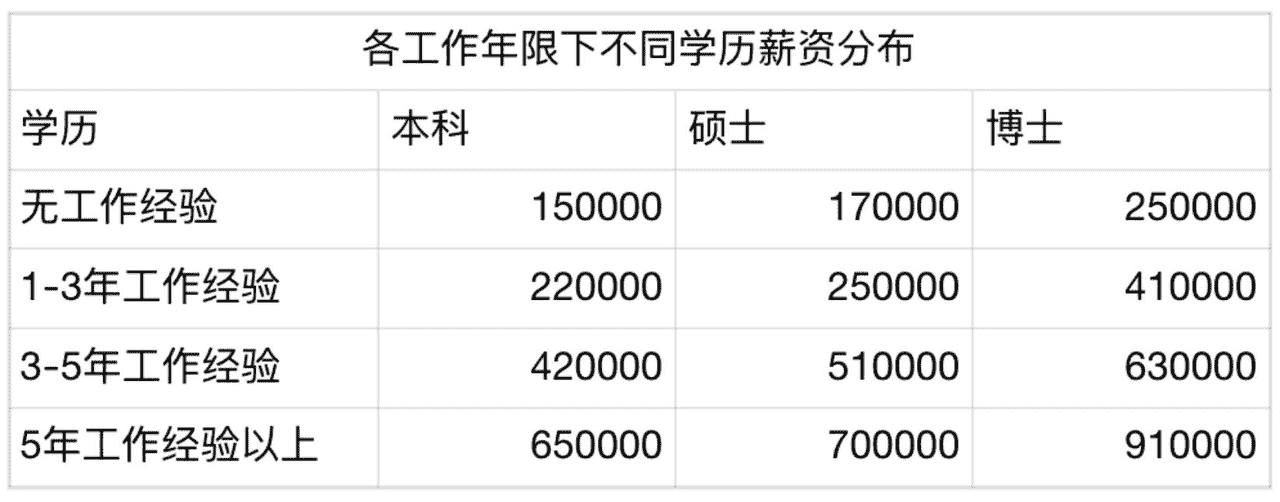 各工作年限下不同学历薪资分布
学历 本科 硕士 博士
无工作经验 150000 170000 250000
1-3年工作经验 220000 250000 410000
3-5年工作经验 420000 510000 630000
5年工作经验以上 650000 700000 910000